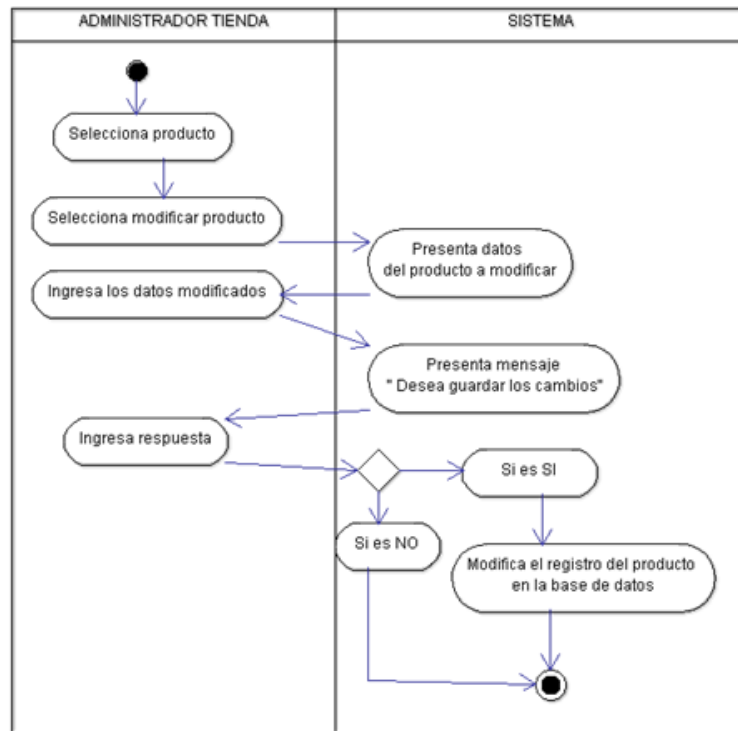 ADMINISTRADOR TIENDA
SISTEMA
Selecciona producto
Selecciona modificar producto
Presenta datos
del producto a modificar
Ingresa los datos modificados
Presenta mensaje
" Desea guardar los cambios"
Ingresa respuesta
Si es SI
Si es NO
Modifica el registro del producto
en la base de datos